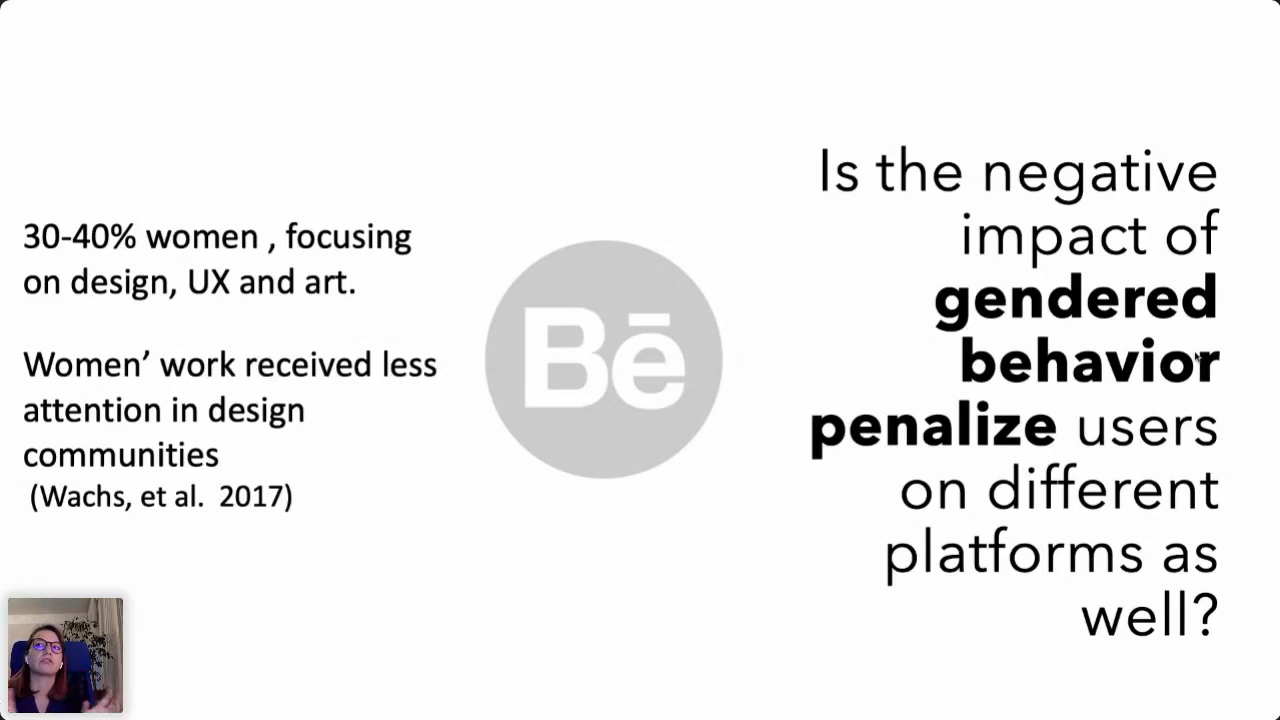 30-40% women , focusing
on design, UX and art.
Women’ work received less
attention in design
communities
(Wachs, et al. 2017)
Bē
Is the negative
impact of
gendered
behavior
penalize users
on different
platforms as
well?